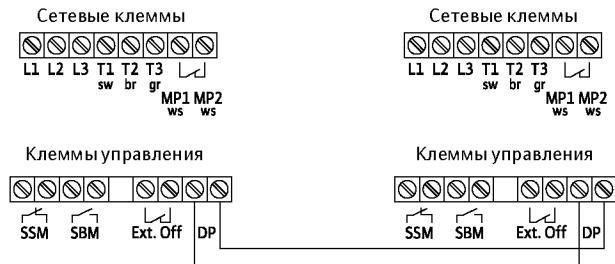 Сетевые клеммы Сетевые клеммы
L1 L2 L3 T1 T2 T3 L1 L2 L3 T1 T2 T3
sw br gr sw br gr
MP1 MP2 MP1 MP2
ws ws ws ws
Клеммы управления Клеммы управления
SSM SBM Ext. Off DP SSM SBM Ext. Off DP